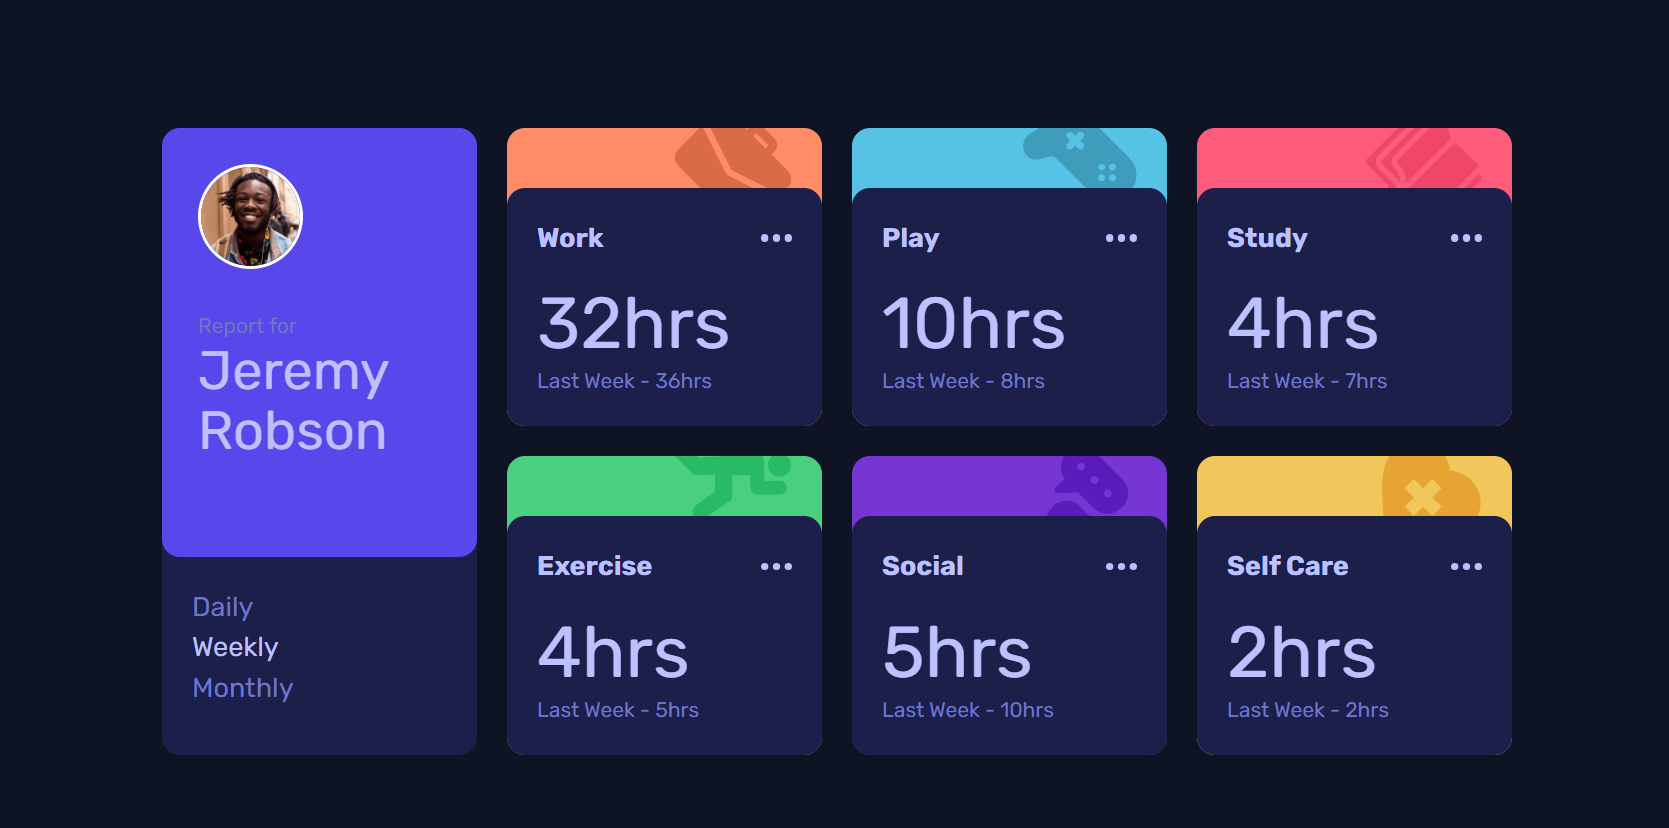 Report for
Jeremy
Robson
Daily
Weekly
Monthly
Work
32hrs
Last Week - 36hrs
Play
10hrs
Last Week - 8hrs
Study
4hrs
Last Week - 7hrs
Exercise
4hrs
Last Week - 5hrs
Social
5hrs
Last Week - 10hrs
Self Care
2hrs
Last Week - 2hrs